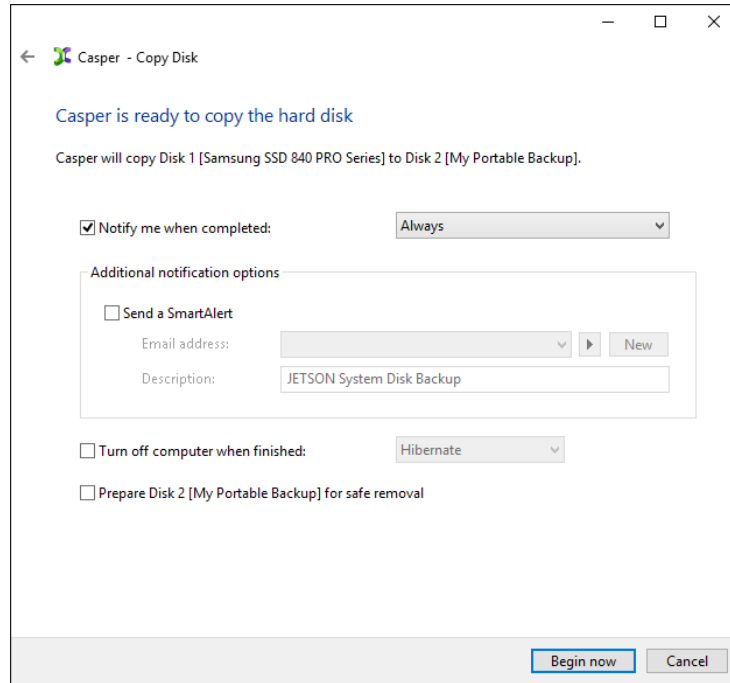 Casper - Copy Disk
Casper is ready to copy the hard disk
Casper will copy Disk 1 [Samsung SSD 840 PRO Series] to Disk 2 [My Portable Backup].
Notify me when completed: Always
Additional notification options
Send a SmartAlert
Email address: New
Description: JETSON System Disk Backup
Turn off computer when finished: Hibernate
Prepare Disk 2 [My Portable Backup] for safe removal
Begin now Cancel